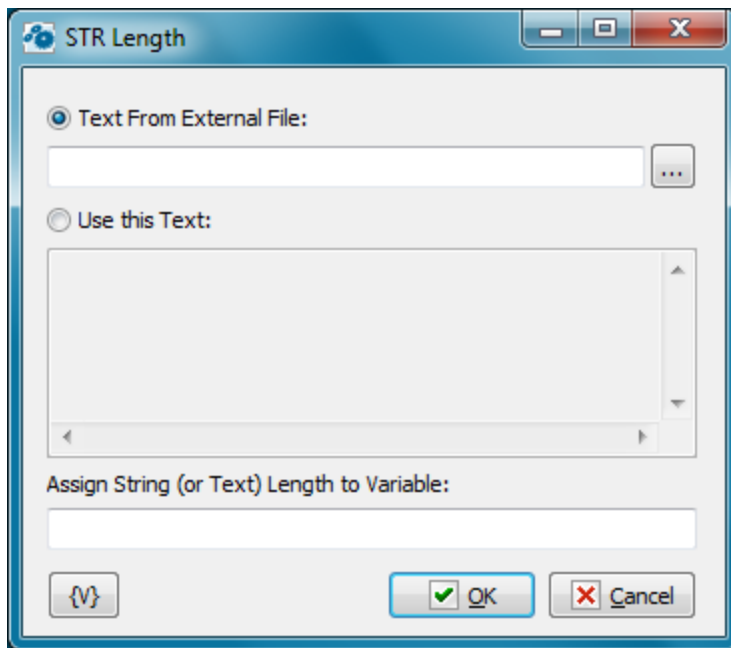 STR Length
Text From External File:
...
Use this Text:
Assign String (or Text) Length to Variable:
{V}
OK
Cancel